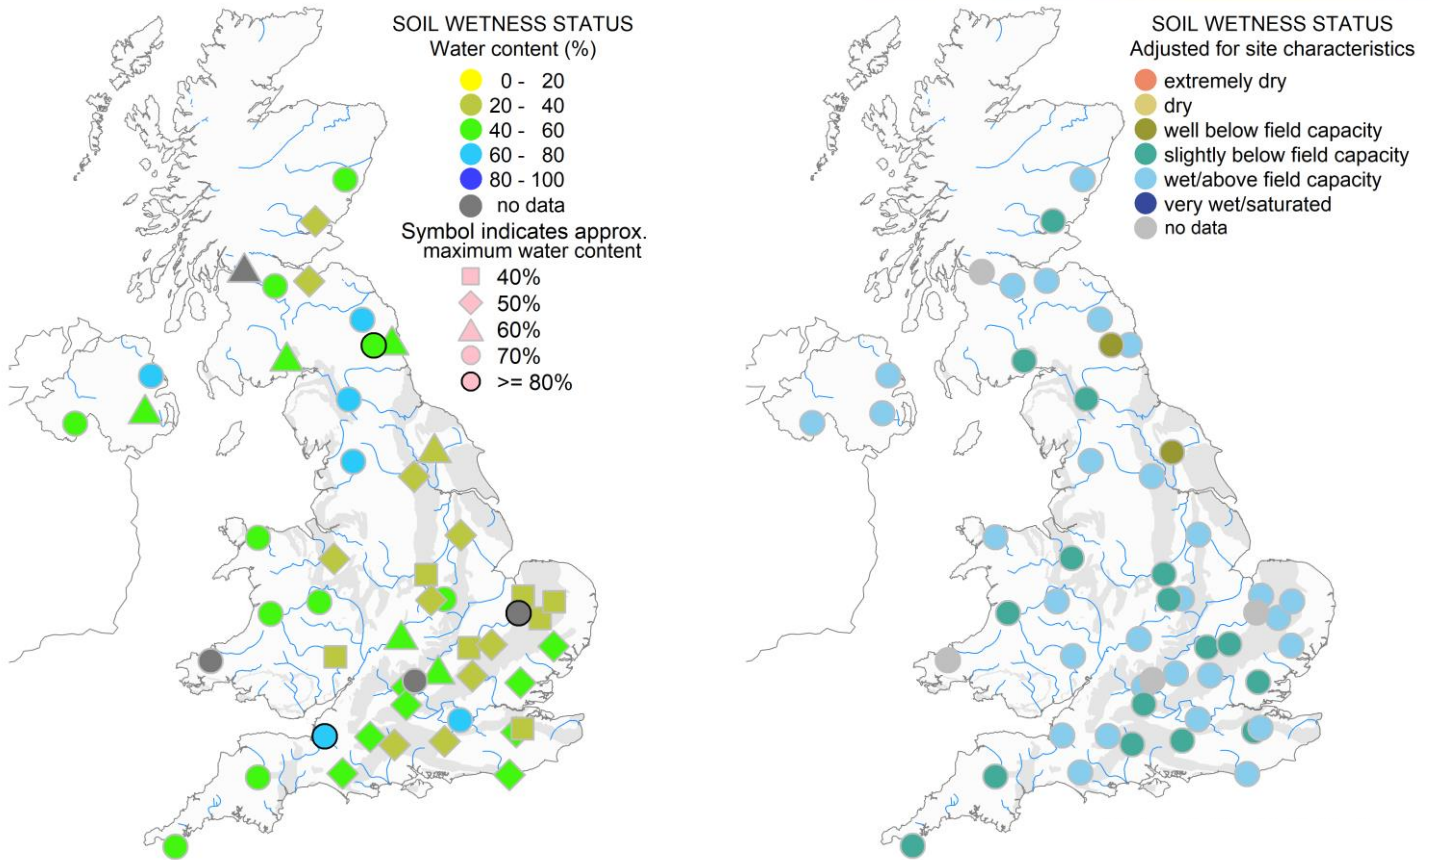 SOIL WETNESS STATUS
Water content (%)
0 - 20
20 - 40
40 - 60
60 - 80
80 - 100
no data
Symbol indicates approx.
maximum water content
40%
50%
60%
70%
>= 80%
SOIL WETNESS STATUS
Adjusted for site characteristics
extremely dry
dry
well below field capacity
slightly below field capacity
wet/above field capacity
very wet/saturated
no data